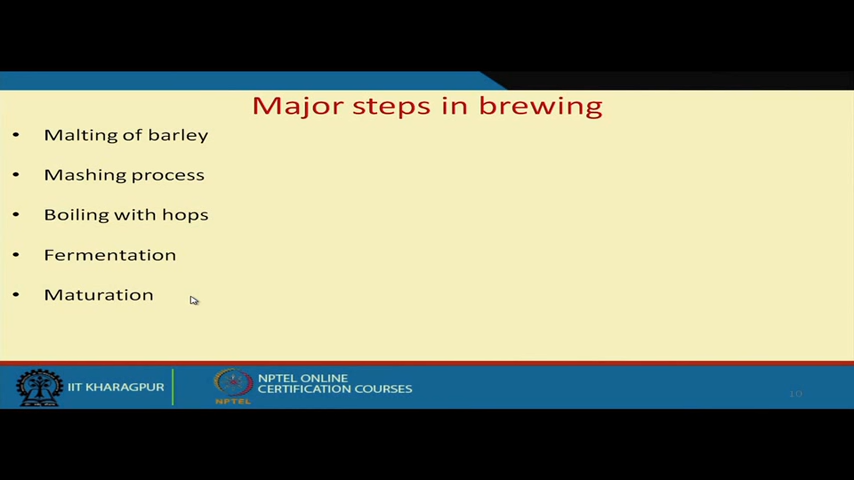 Major steps in brewing
• Malting of barley
• Mashing process
• Boiling with hops
• Fermentation
• Maturation
IIT KHARAGPUR
NPTEL ONLINE
CERTIFICATION COURSES
NPTEL
10